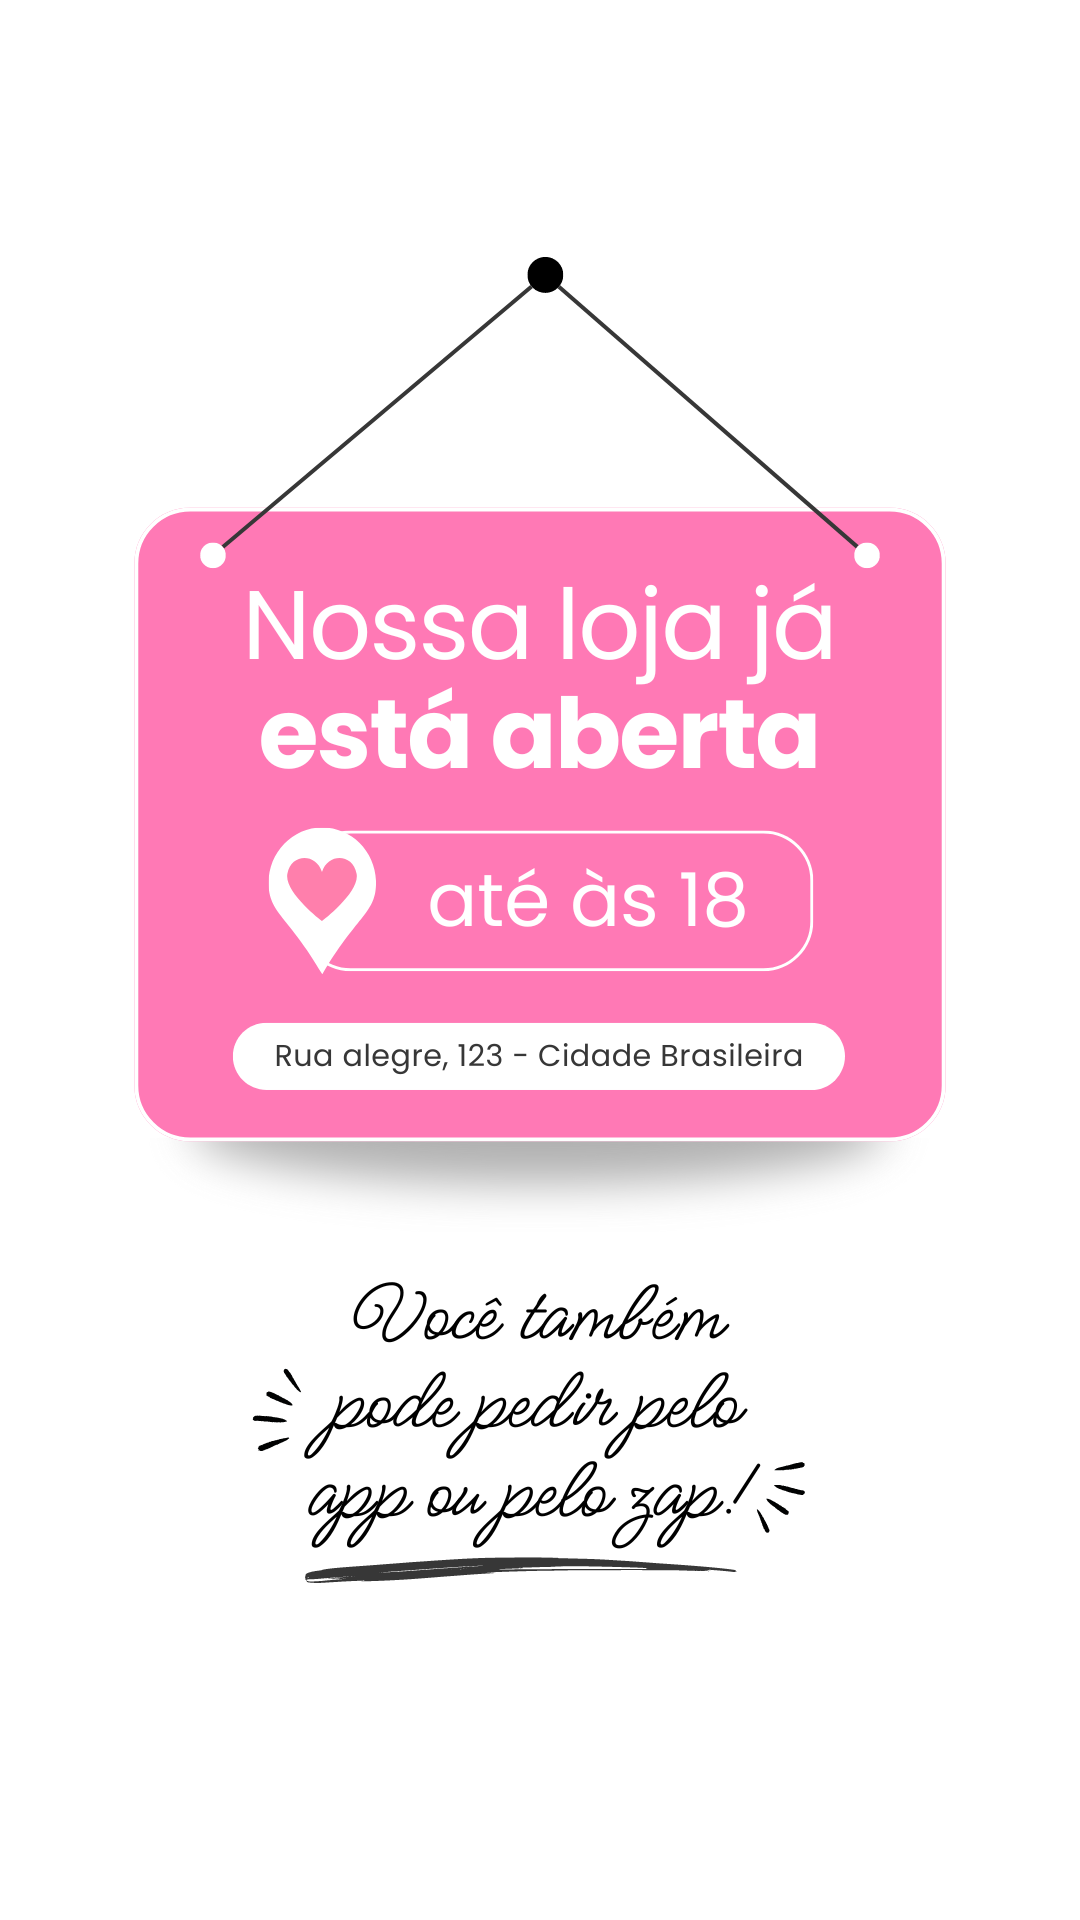 Nossa loja já
está aberta
até às 18
Rua alegre, 123 - Cidade Brasileira
Você também
pode pedir pelo
app ou pelo zap!